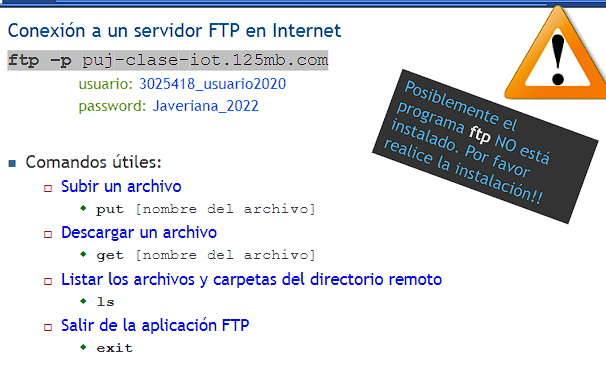 Conexión a un servidor FTP en Internet
ftp –p puj-clase-iot.125mb.com
usuario: 3025418_usuario2020
password: Javeriana_2022
Posiblemente el
programa ftp NO está
instalado. Por favor
realice la instalación!!
Comandos útiles:
Subir un archivo
put [nombre del archivo]
Descargar un archivo
get [nombre del archivo]
Listar los archivos y carpetas del directorio remoto
ls
Salir de la aplicación FTP
exit